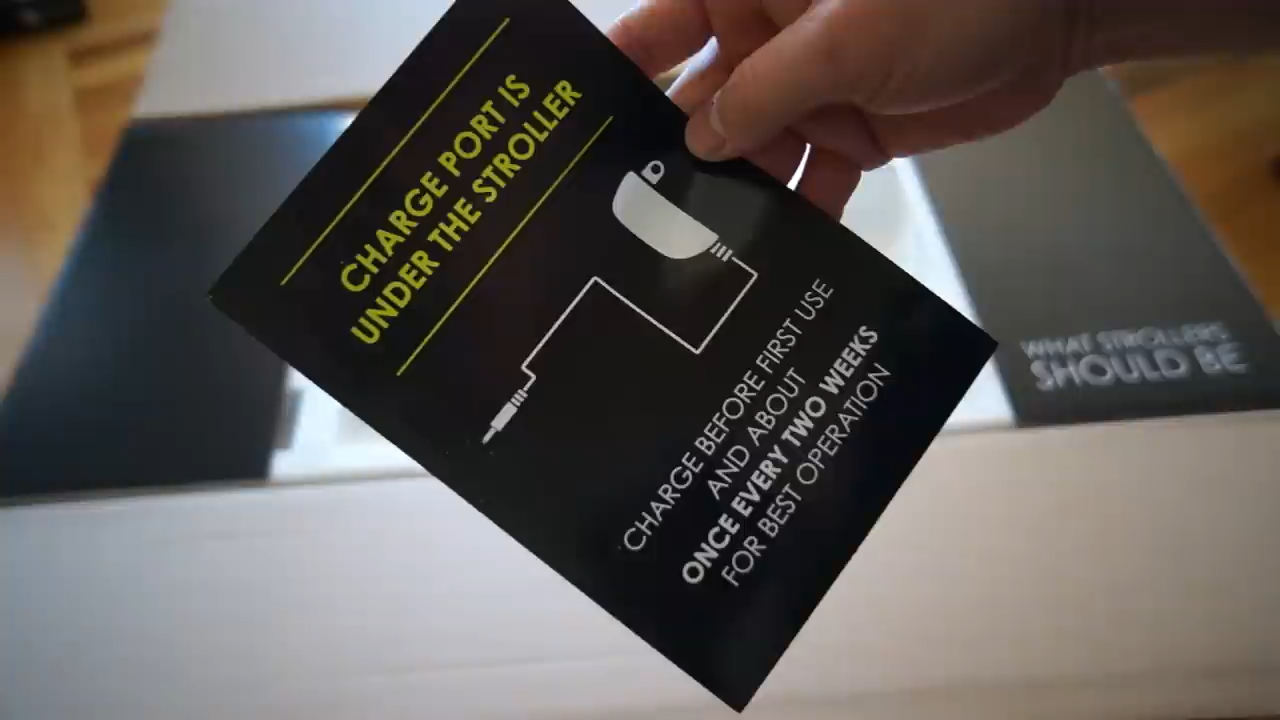 CHARGE PORT IS
UNDER THE STROLLER
CHARGE BEFORE FIRST USE
AND ABOUT
ONCE EVERY TWO WEEKS
FOR BEST OPERATION
WHAT STROLLERS
SHOULD BE